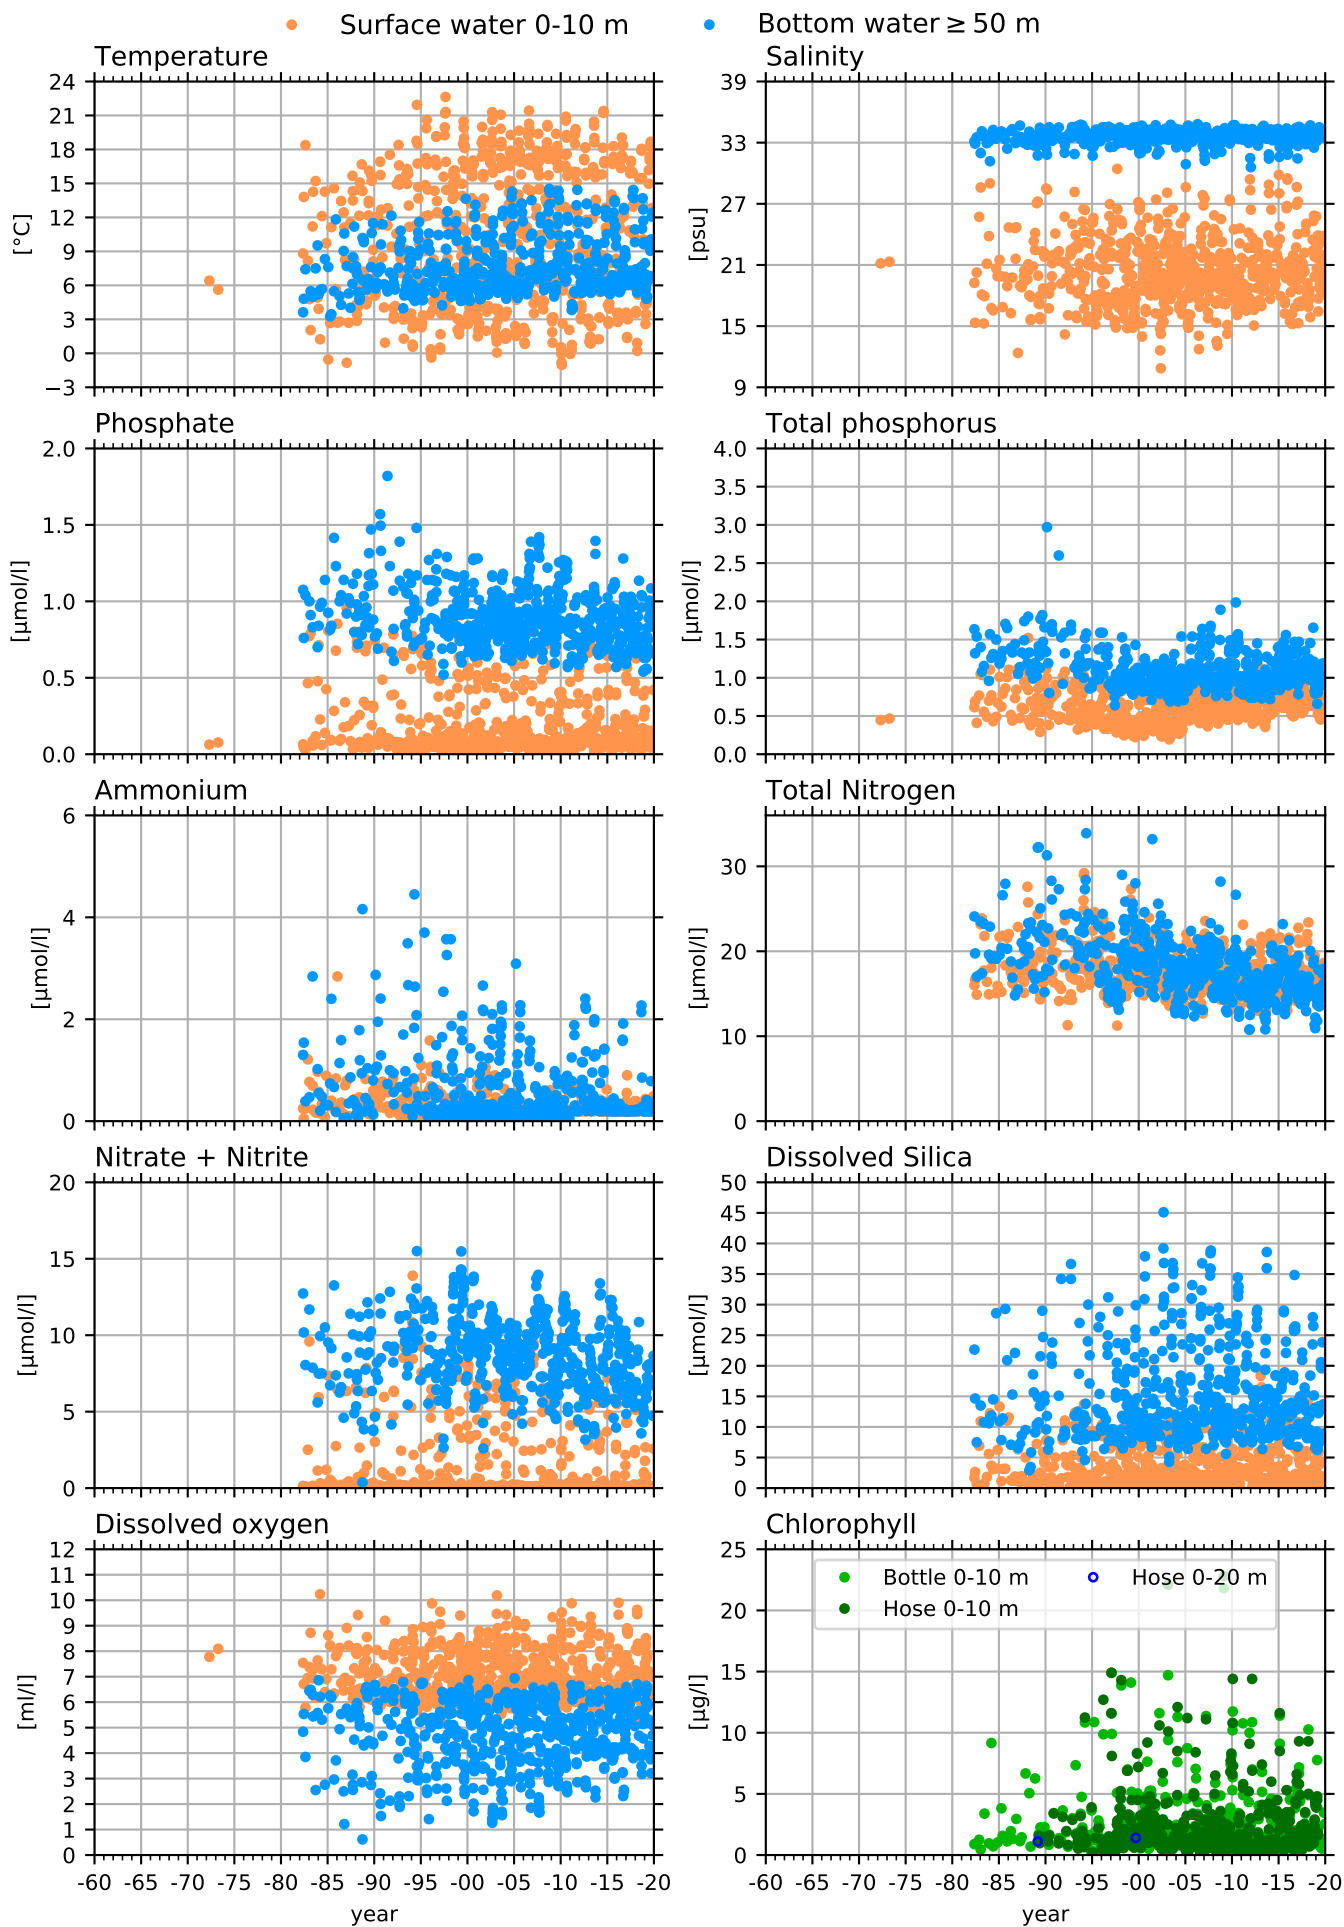 Surface water 0-10 m Bottom water ≥ 50 m
Temperature Salinity
24 21 18 15 12 9 6 3 0 −3
[°C]
39 33 27 21 15 9
[psu]
Phosphate Total phosphorus
2.0 1.5 1.0 0.5 0.0
[µmol/l]
4.0 3.5 3.0 2.5 2.0 1.5 1.0 0.5 0.0
[µmol/l]
Ammonium Total Nitrogen
6 4 2 0
[µmol/l]
30 20 10 0
[µmol/l]
Nitrate + Nitrite Dissolved Silica
20 15 10 5 0
[µmol/l]
50 45 40 35 30 25 20 15 10 5 0
[µmol/l]
Dissolved oxygen Chlorophyll
12 11 10 9 8 7 6 5 4 3 2 1 0
[ml/l]
25 20 15 10 5 0
[µg/l]
Bottle 0-10 m Hose 0-20 m
Hose 0-10 m
-60 -65 -70 -75 -80 -85 -90 -95 -00 -05 -10 -15 -20 -60 -65 -70 -75 -80 -85 -90 -95 -00 -05 -10 -15 -20
year year